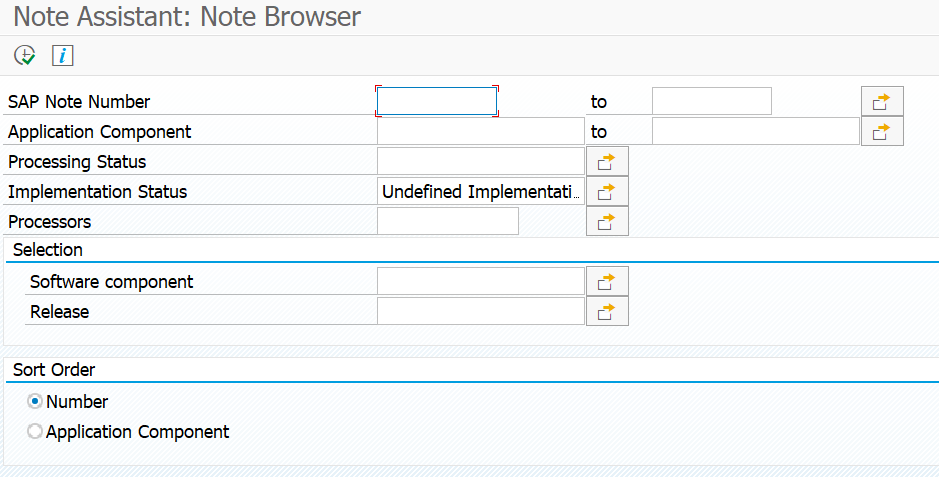 Note Assistant: Note Browser
SAP Note Number to
Application Component to
Processing Status
Implementation Status Undefined Implementati...
Processors
Selection
Software component
Release
Sort Order
Number
Application Component